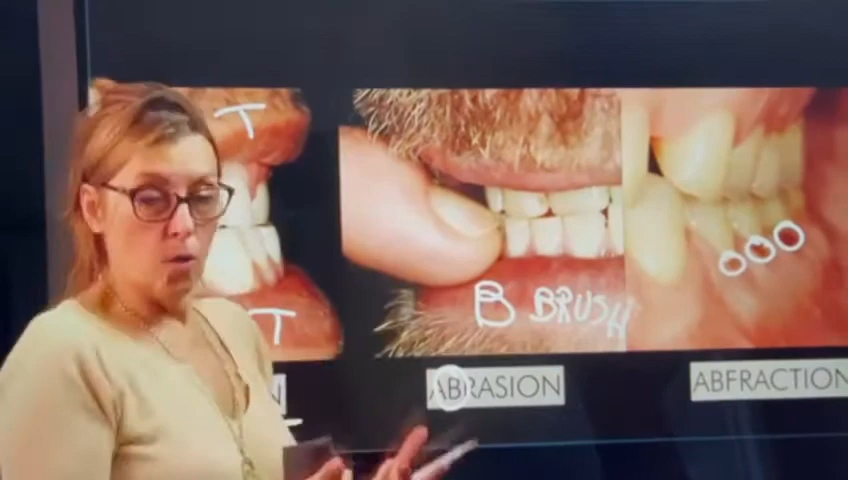 T
T
B BRUSH
N
ABRASION
ABFRACTION